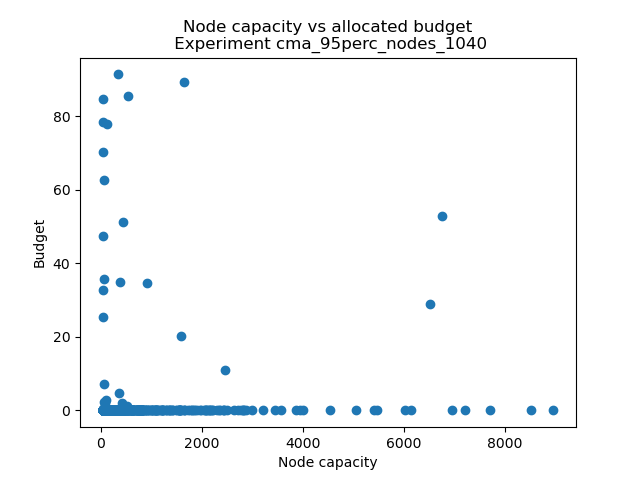 Node capacity vs allocated budget
Experiment cma_95perc_nodes_1040
80
60
40
20
0
Budget
0 2000 4000 6000 8000
Node capacity